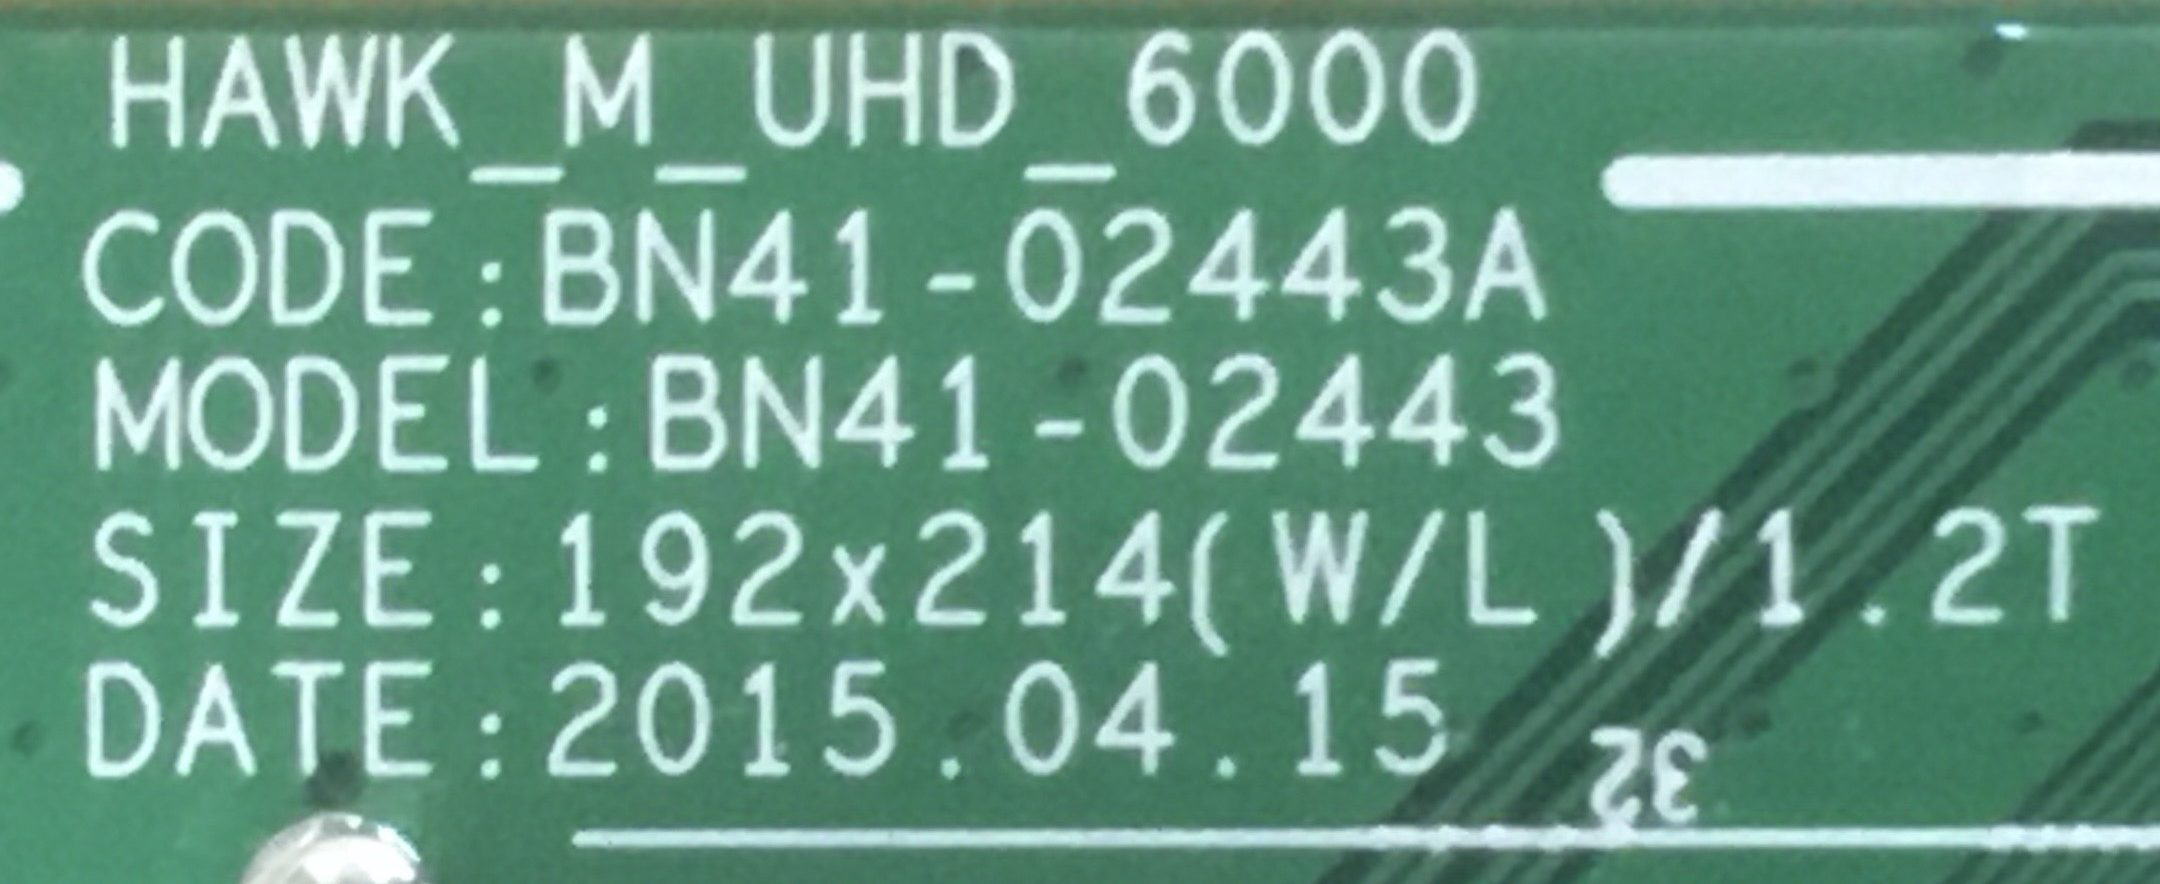 HAWK_M_UHD_6000
CODE:BN41-02443A
MODEL:BN41-02443
SIZE:192x214(W/L)/1.2T
DATE:2015.04.15
32